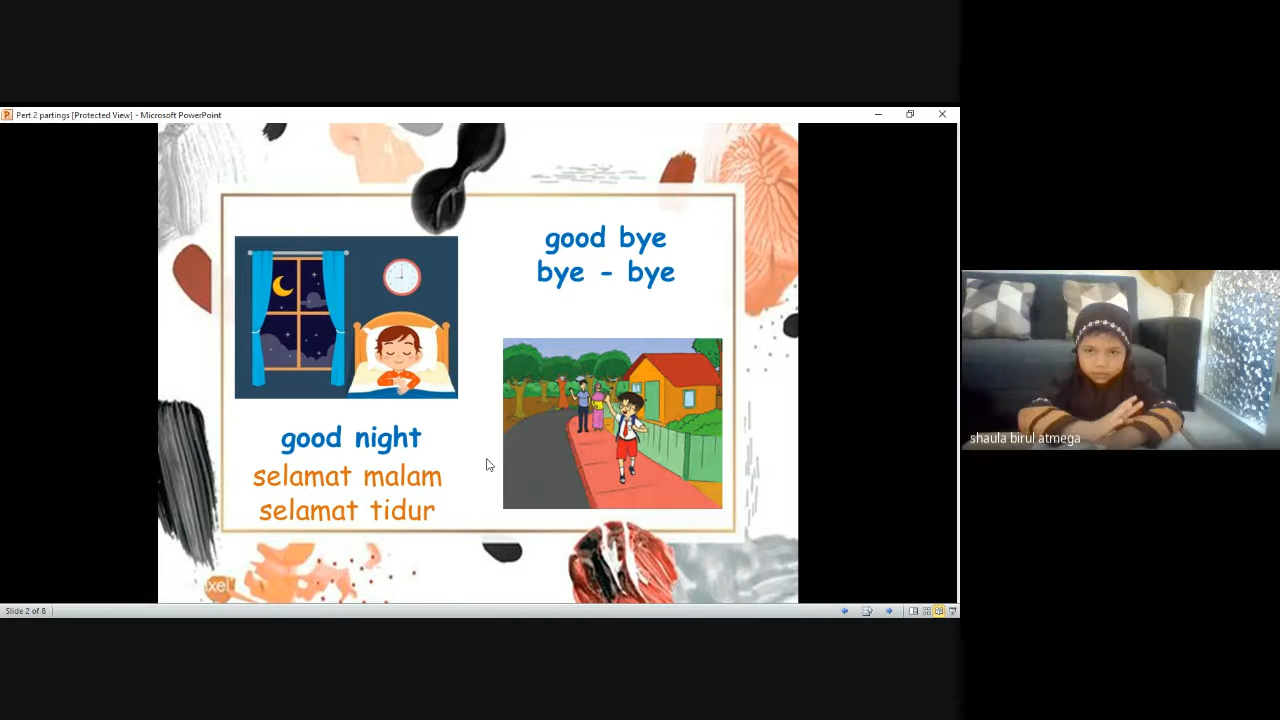 Pert 2 partings [Protected View] - Microsoft PowerPoint
good bye
bye - bye
good night
selamat malam
selamat tidur
shaula birul atmega
Slide 2 of 8